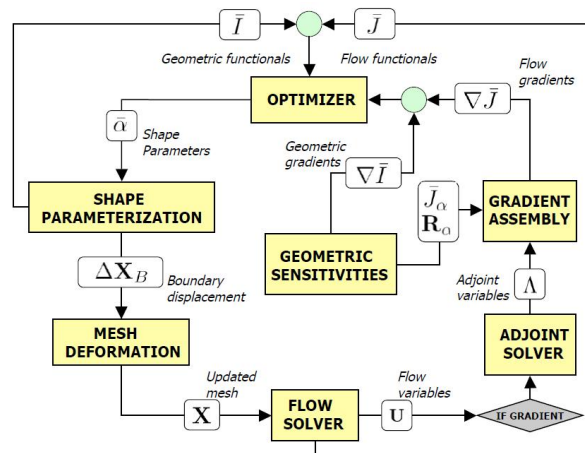 Ī
J̄
Geometric functionals
Flow functionals
Flow
gradients
OPTIMIZER
∇J̄
ᾱ
Shape
Parameters
Geometric
gradients
∇Ī
SHAPE
PARAMETERIZATION
J̄α
Rα
GRADIENT
ASSEMBLY
GEOMETRIC
SENSITIVITIES
ΔX_B
Boundary
displacement
Adjoint
variables
Λ
MESH
DEFORMATION
ADJOINT
SOLVER
Updated
mesh
X
FLOW
SOLVER
Flow
variables
U
IF GRADIENT